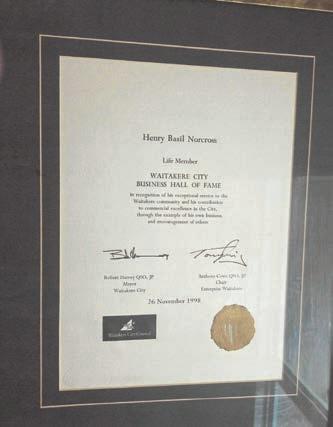 Henry Basil Norcross
Life Member
WAITAKERE CITY
BUSINESS HALL OF FAME
in recognition of his exceptional service to the
Waitakere community and his contribution
to commercial excellence in the City,
through the example of his own business
and encouragement of others
Robert Harvey QSO, JP
Mayor
Waitakere City
Anthony QSO, JP
Chair
Enterprise Waitakere
26 November 1998
Waitakere City Council